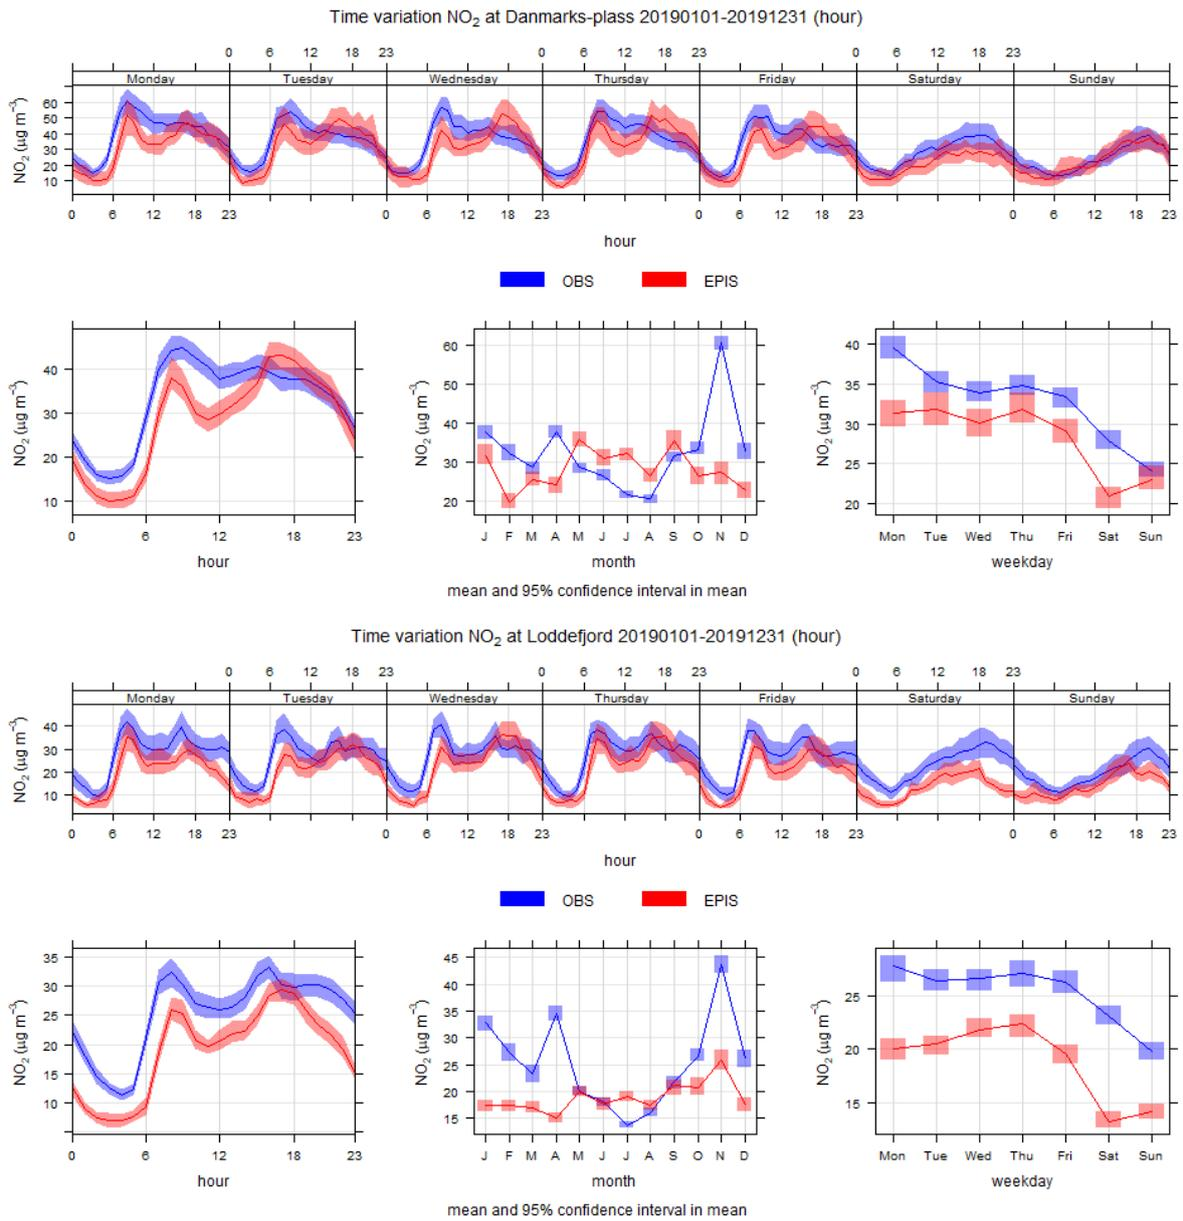 Time variation NO2 at Danmarks-plass 20190101-20191231 (hour)
0 6 12 18 23 0 6 12 18 23 0 6 12 18 23
Monday Tuesday Wednesday Thursday Friday Saturday Sunday
NO2 (µg m−3)
60
50
40
30
20
10
0 6 12 18 23 0 6 12 18 23 0 6 12 18 23 0 6 12 18 23
hour
OBS EPIS
NO2 (µg m−3)
40
30
20
10
0 6 12 18 23
hour
NO2 (µg m−3)
60
50
40
30
20
J F M A M J J A S O N D
month
NO2 (µg m−3)
40
35
30
25
20
Mon Tue Wed Thu Fri Sat Sun
weekday
mean and 95% confidence interval in mean
Time variation NO2 at Loddefjord 20190101-20191231 (hour)
0 6 12 18 23 0 6 12 18 23 0 6 12 18 23
Monday Tuesday Wednesday Thursday Friday Saturday Sunday
NO2 (µg m−3)
40
30
20
10
0 6 12 18 23 0 6 12 18 23 0 6 12 18 23 0 6 12 18 23
hour
OBS EPIS
NO2 (µg m−3)
35
30
25
20
15
10
0 6 12 18 23
hour
NO2 (µg m−3)
45
40
35
30
25
20
15
J F M A M J J A S O N D
month
NO2 (µg m−3)
25
20
15
Mon Tue Wed Thu Fri Sat Sun
weekday
mean and 95% confidence interval in mean